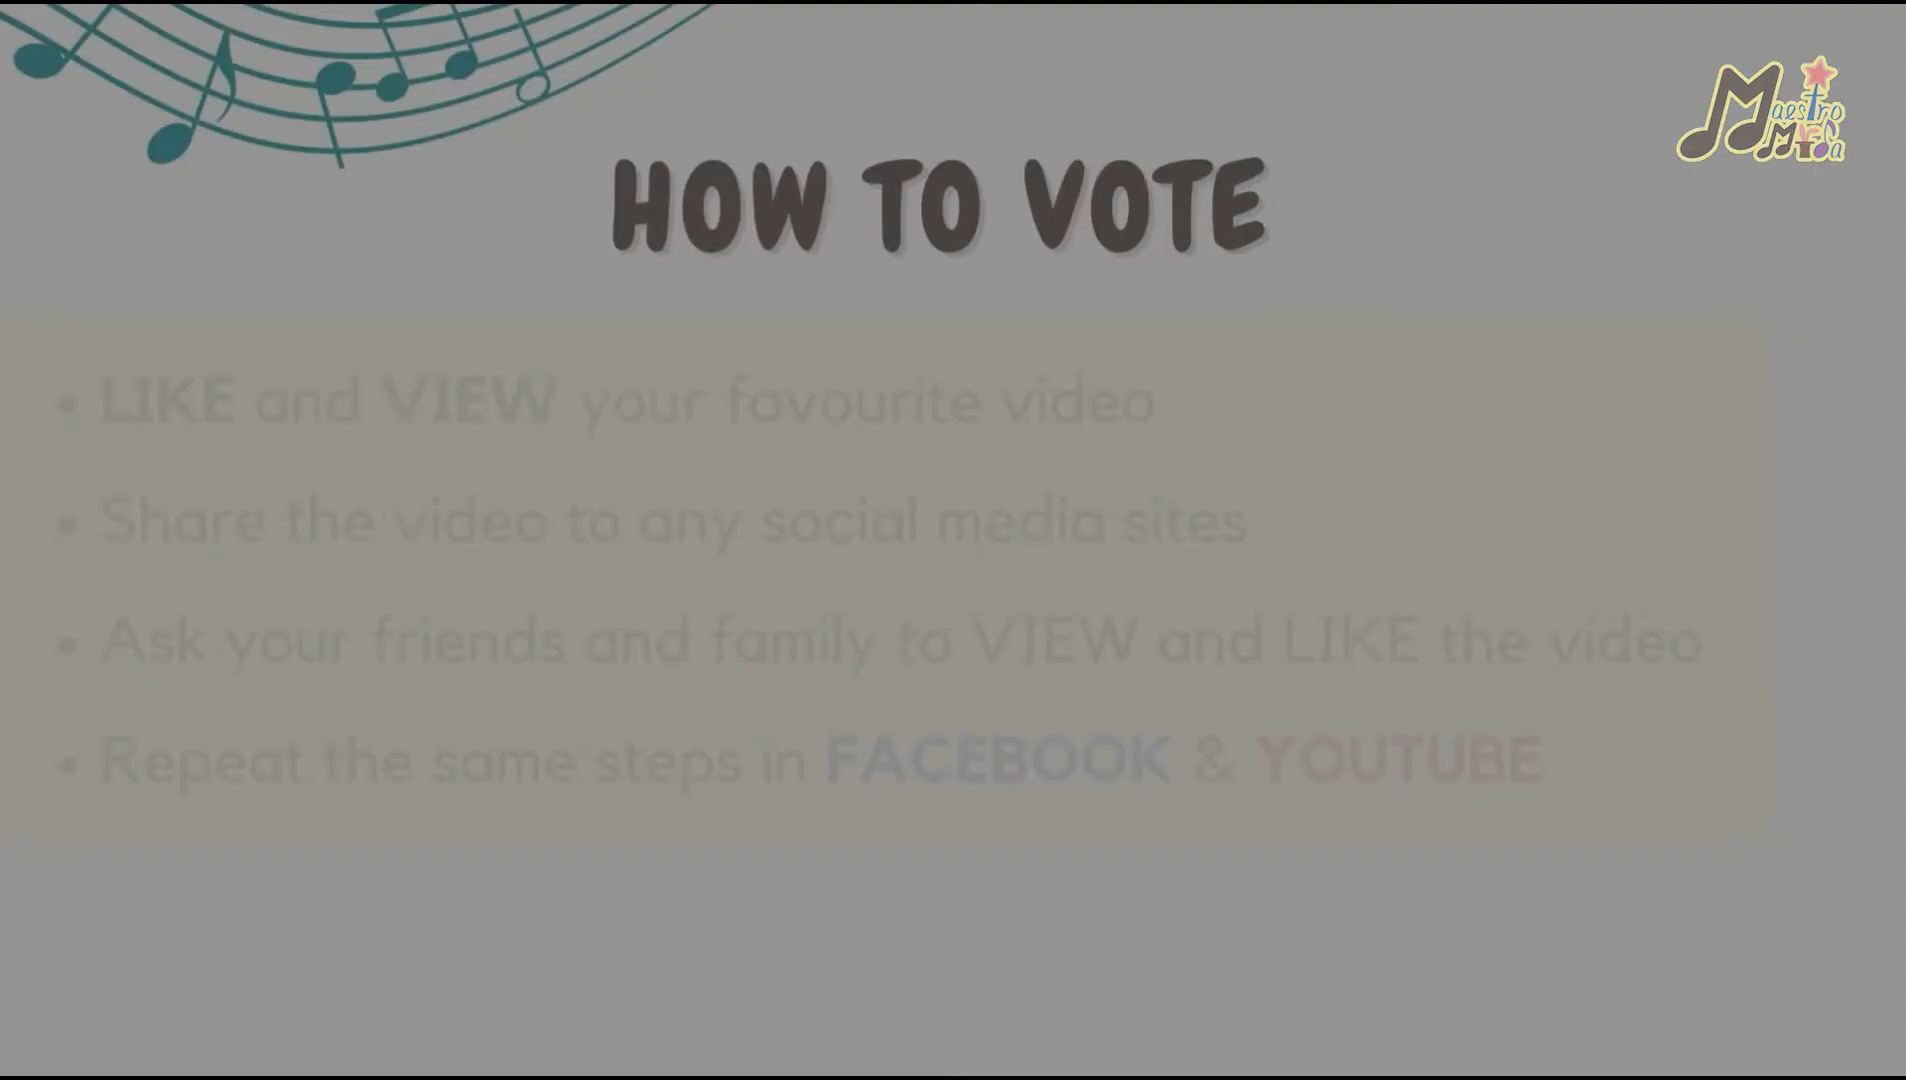 Maestro
HOW TO VOTE
• LIKE and VIEW your favourite video
• Share the video to any social media sites
• Ask your friends and family to VIEW and LIKE the video
• Repeat the same steps in FACEBOOK & YOUTUBE